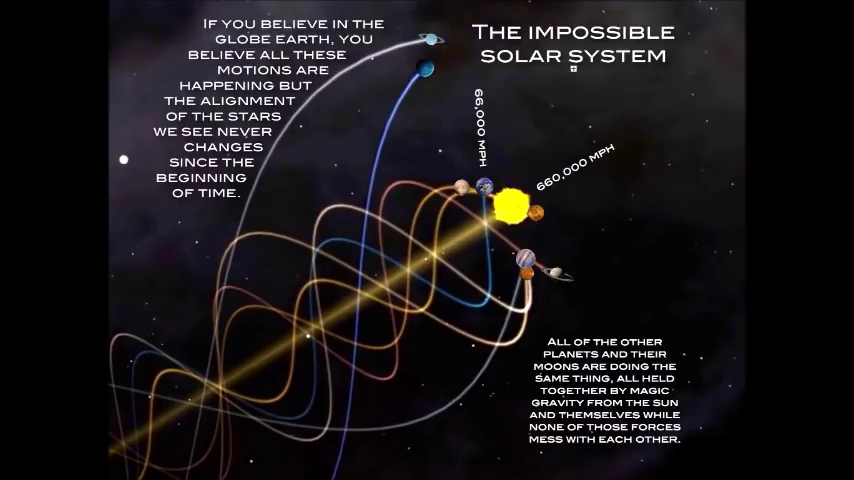 IF YOU BELIEVE IN THE
GLOBE EARTH, YOU
BELIEVE ALL THESE
MOTIONS ARE
HAPPENING BUT
THE ALIGNMENT
OF THE STARS
WE SEE NEVER
CHANGES
SINCE THE
BEGINNING
OF TIME.
THE IMPOSSIBLE
SOLAR SYSTEM
66,000 MPH
660,000 MPH
ALL OF THE OTHER
PLANETS AND THEIR
MOONS ARE DOING THE
SAME THING, ALL HELD
TOGETHER BY MAGIC
GRAVITY FROM THE SUN
AND THEMSELVES WHILE
NONE OF THOSE FORCES
MESS WITH EACH OTHER.